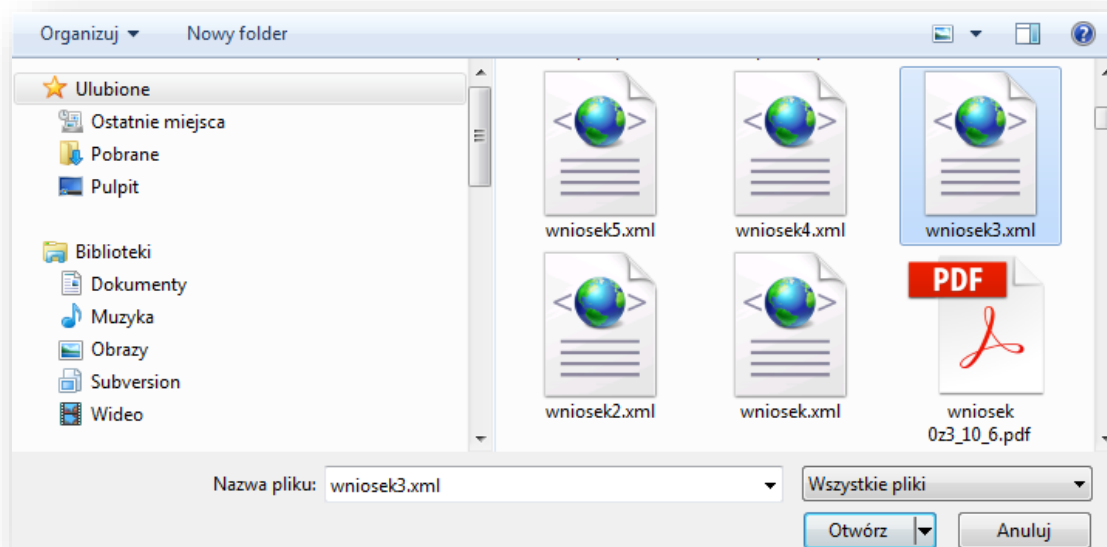 Organizuj
Nowy folder
Ulubione
Ostatnie miejsca
Pobrane
Pulpit
Biblioteki
Dokumenty
Muzyka
Obrazy
Subversion
Wideo
wniosek5.xml
wniosek4.xml
wniosek3.xml
wniosek2.xml
wniosek.xml
PDF
wniosek
0z3_10_6.pdf
Nazwa pliku: wniosek3.xml
Wszystkie pliki
Otwórz
Anuluj